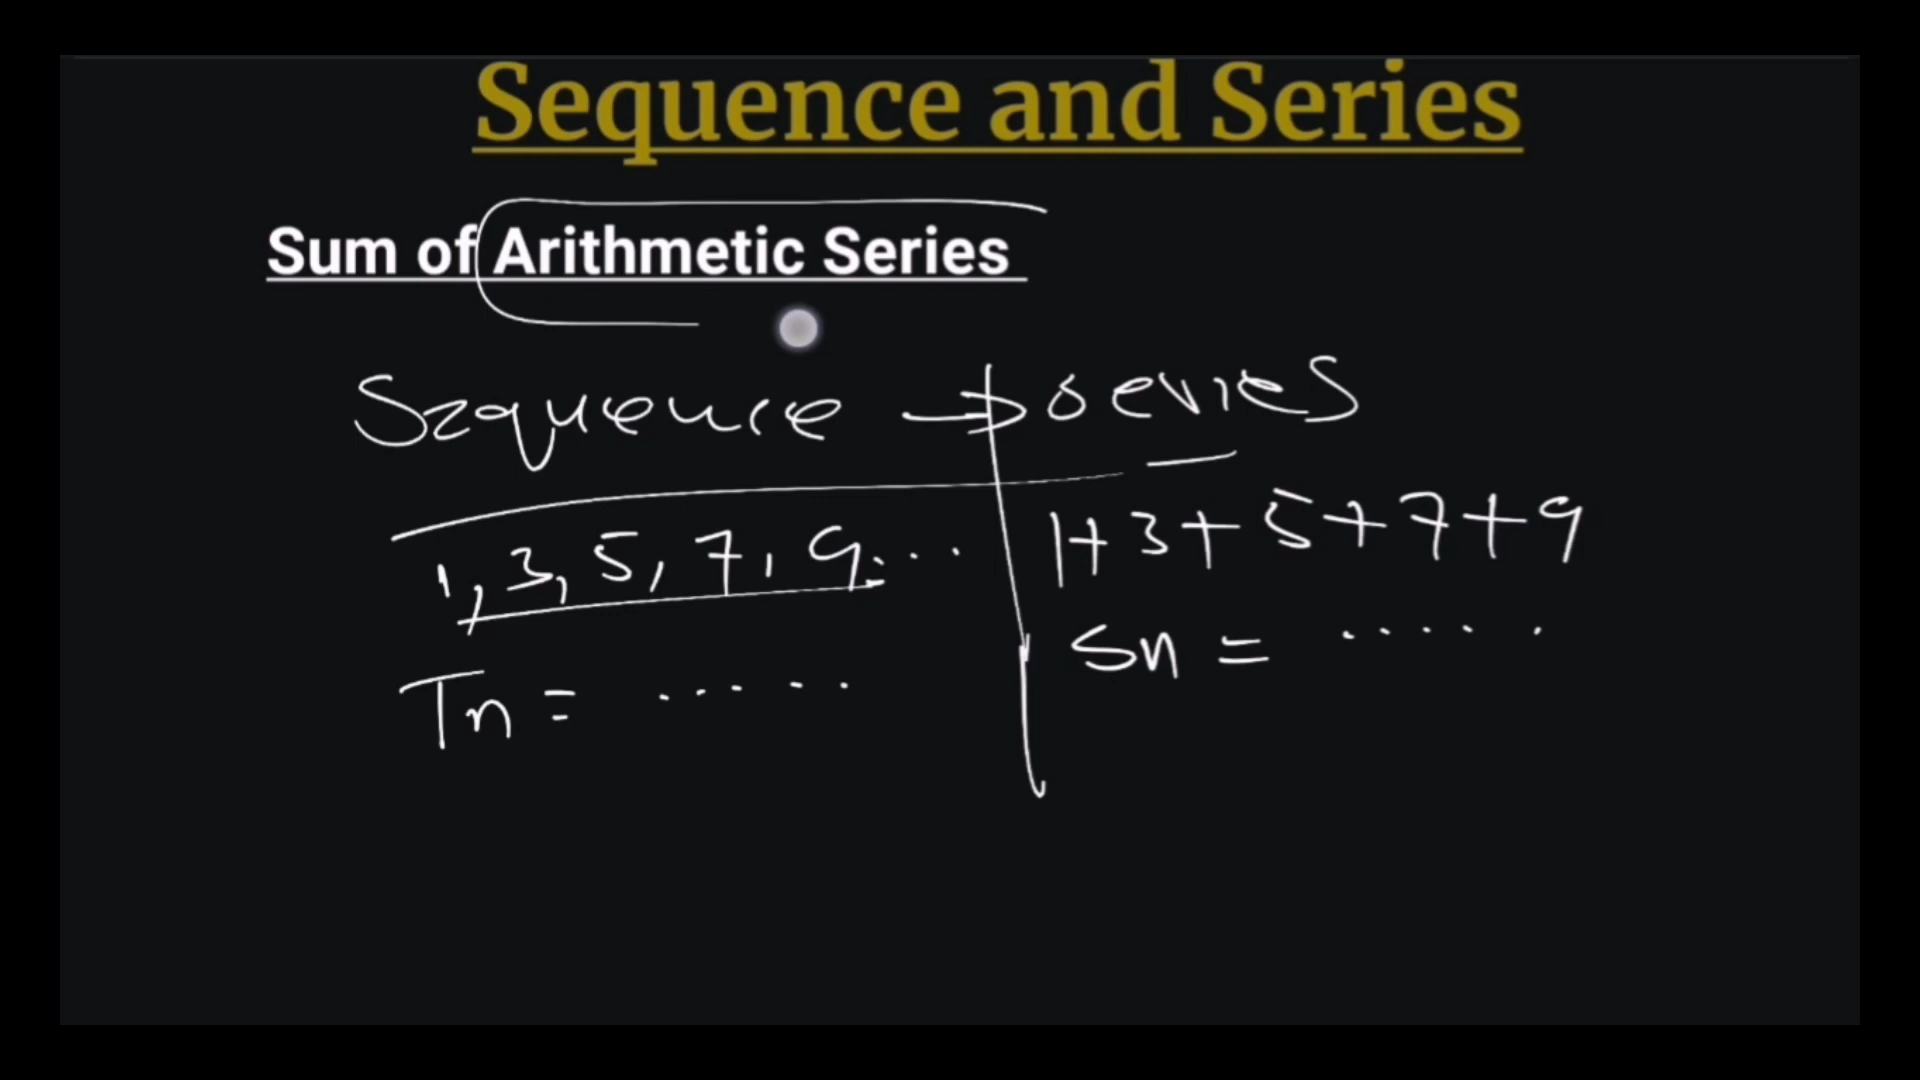 Sequence and Series
Sum of Arithmetic Series
Sequence → series
1, 3, 5, 7, 9...
1+3+5+7+9
Sn = .....
Tn = .....